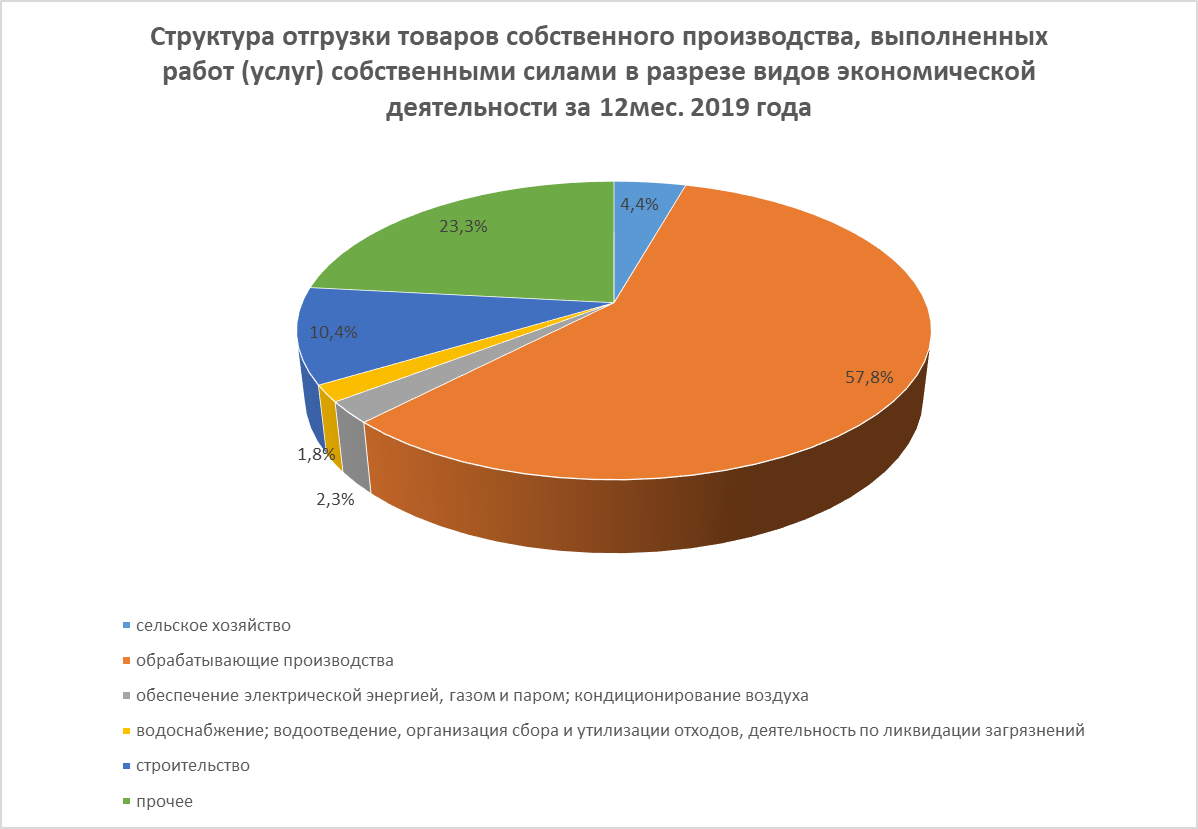 Структура отгрузки товаров собственного производства, выполненных
работ (услуг) собственными силами в разрезе видов экономической
деятельности за 12мес. 2019 года
4,4%
23,3%
10,4%
57,8%
1,8%
2,3%
сельское хозяйство
обрабатывающие производства
обеспечение электрической энергией, газом и паром; кондиционирование воздуха
водоснабжение; водоотведение, организация сбора и утилизации отходов, деятельность по ликвидации загрязнений
строительство
прочее